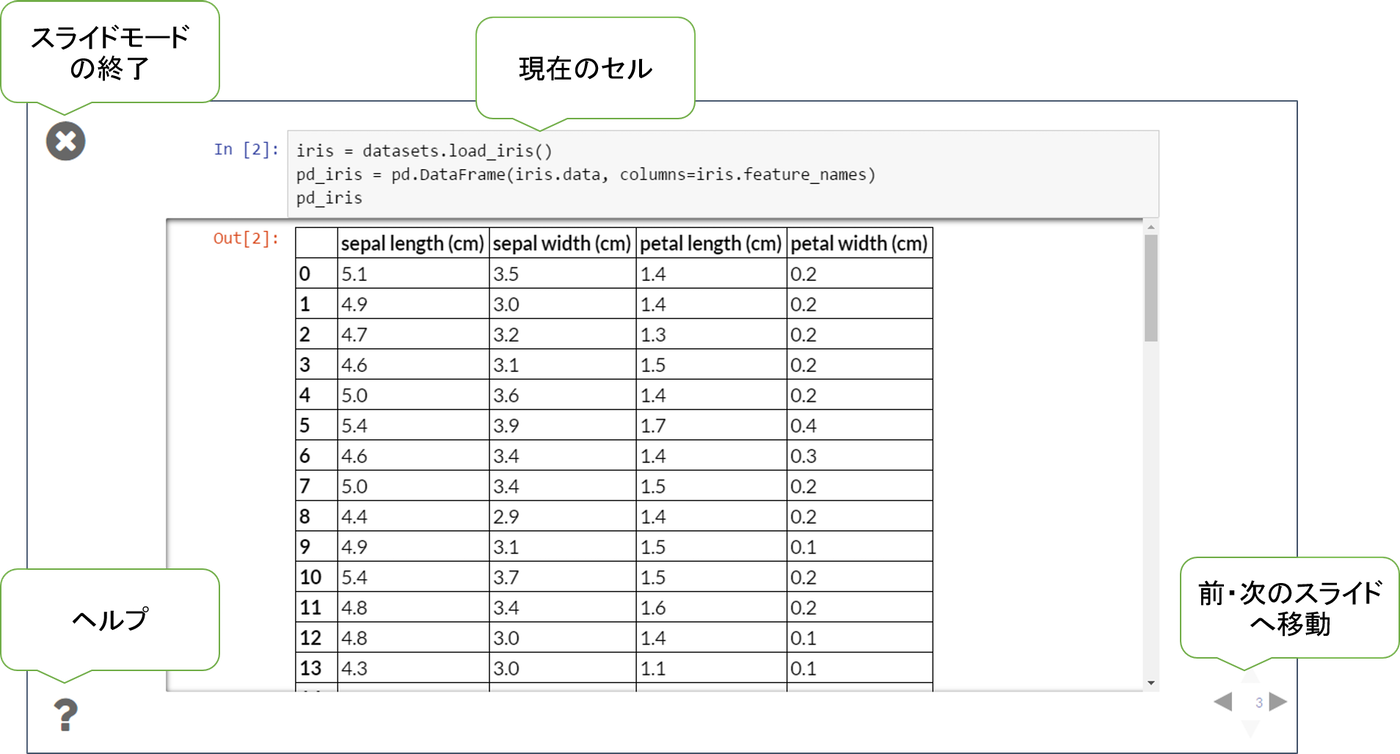 スライドモード
の終了
現在のセル
In [2]:
iris = datasets.load_iris()
pd_iris = pd.DataFrame(iris.data, columns=iris.feature_names)
pd_iris
Out[2]:
sepal length (cm) sepal width (cm) petal length (cm) petal width (cm)
0 5.1 3.5 1.4 0.2
1 4.9 3.0 1.4 0.2
2 4.7 3.2 1.3 0.2
3 4.6 3.1 1.5 0.2
4 5.0 3.6 1.4 0.2
5 5.4 3.9 1.7 0.4
6 4.6 3.4 1.4 0.3
7 5.0 3.4 1.5 0.2
8 4.4 2.9 1.4 0.2
9 4.9 3.1 1.5 0.1
10 5.4 3.7 1.5 0.2
11 4.8 3.4 1.6 0.2
12 4.8 3.0 1.4 0.1
13 4.3 3.0 1.1 0.1
ヘルプ
?
前・次のスライド
へ移動
3